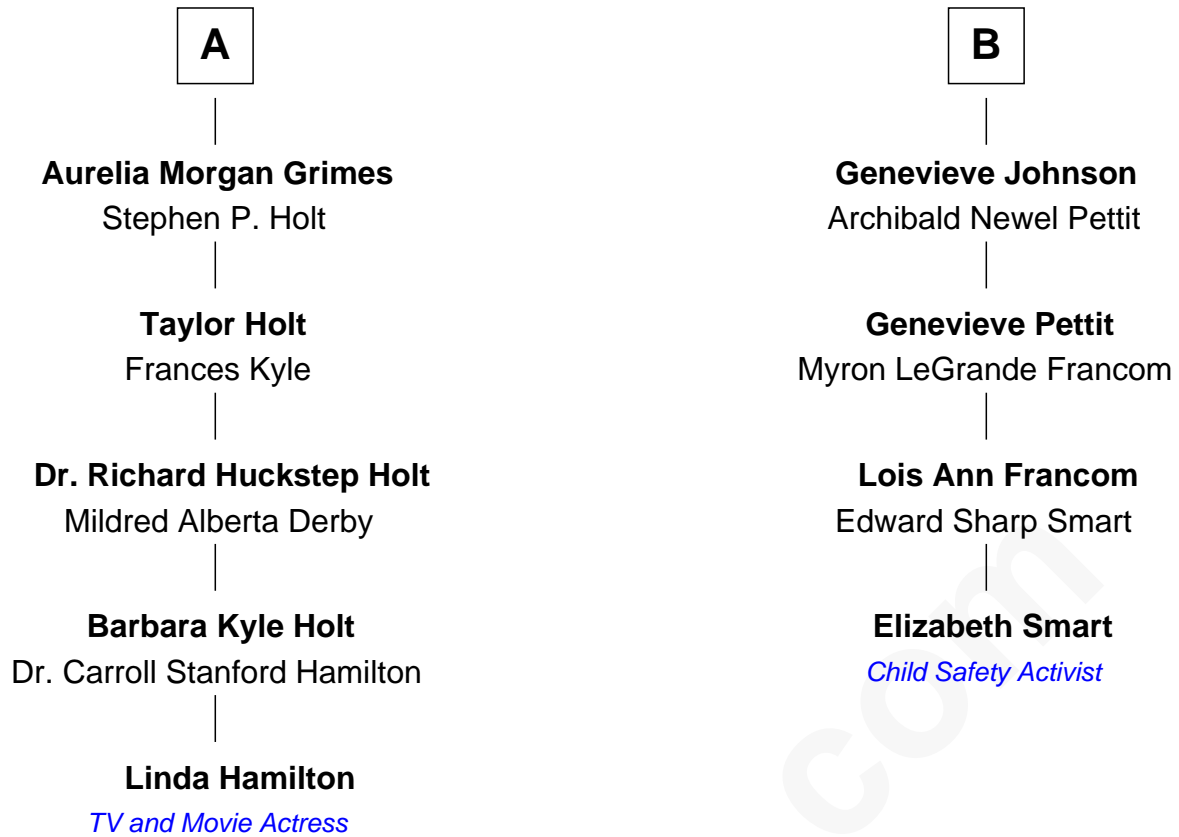 A
Aurelia Morgan Grimes
Stephen P. Holt
Taylor Holt
Frances Kyle
Dr. Richard Huckstep Holt
Mildred Alberta Derby
Barbara Kyle Holt
Dr. Carroll Stanford Hamilton
Linda Hamilton
TV and Movie Actress
B
Genevieve Johnson
Archibald Newel Pettit
Genevieve Pettit
Myron LeGrande Francom
Lois Ann Francom
Edward Sharp Smart
Elizabeth Smart
Child Safety Activist
com